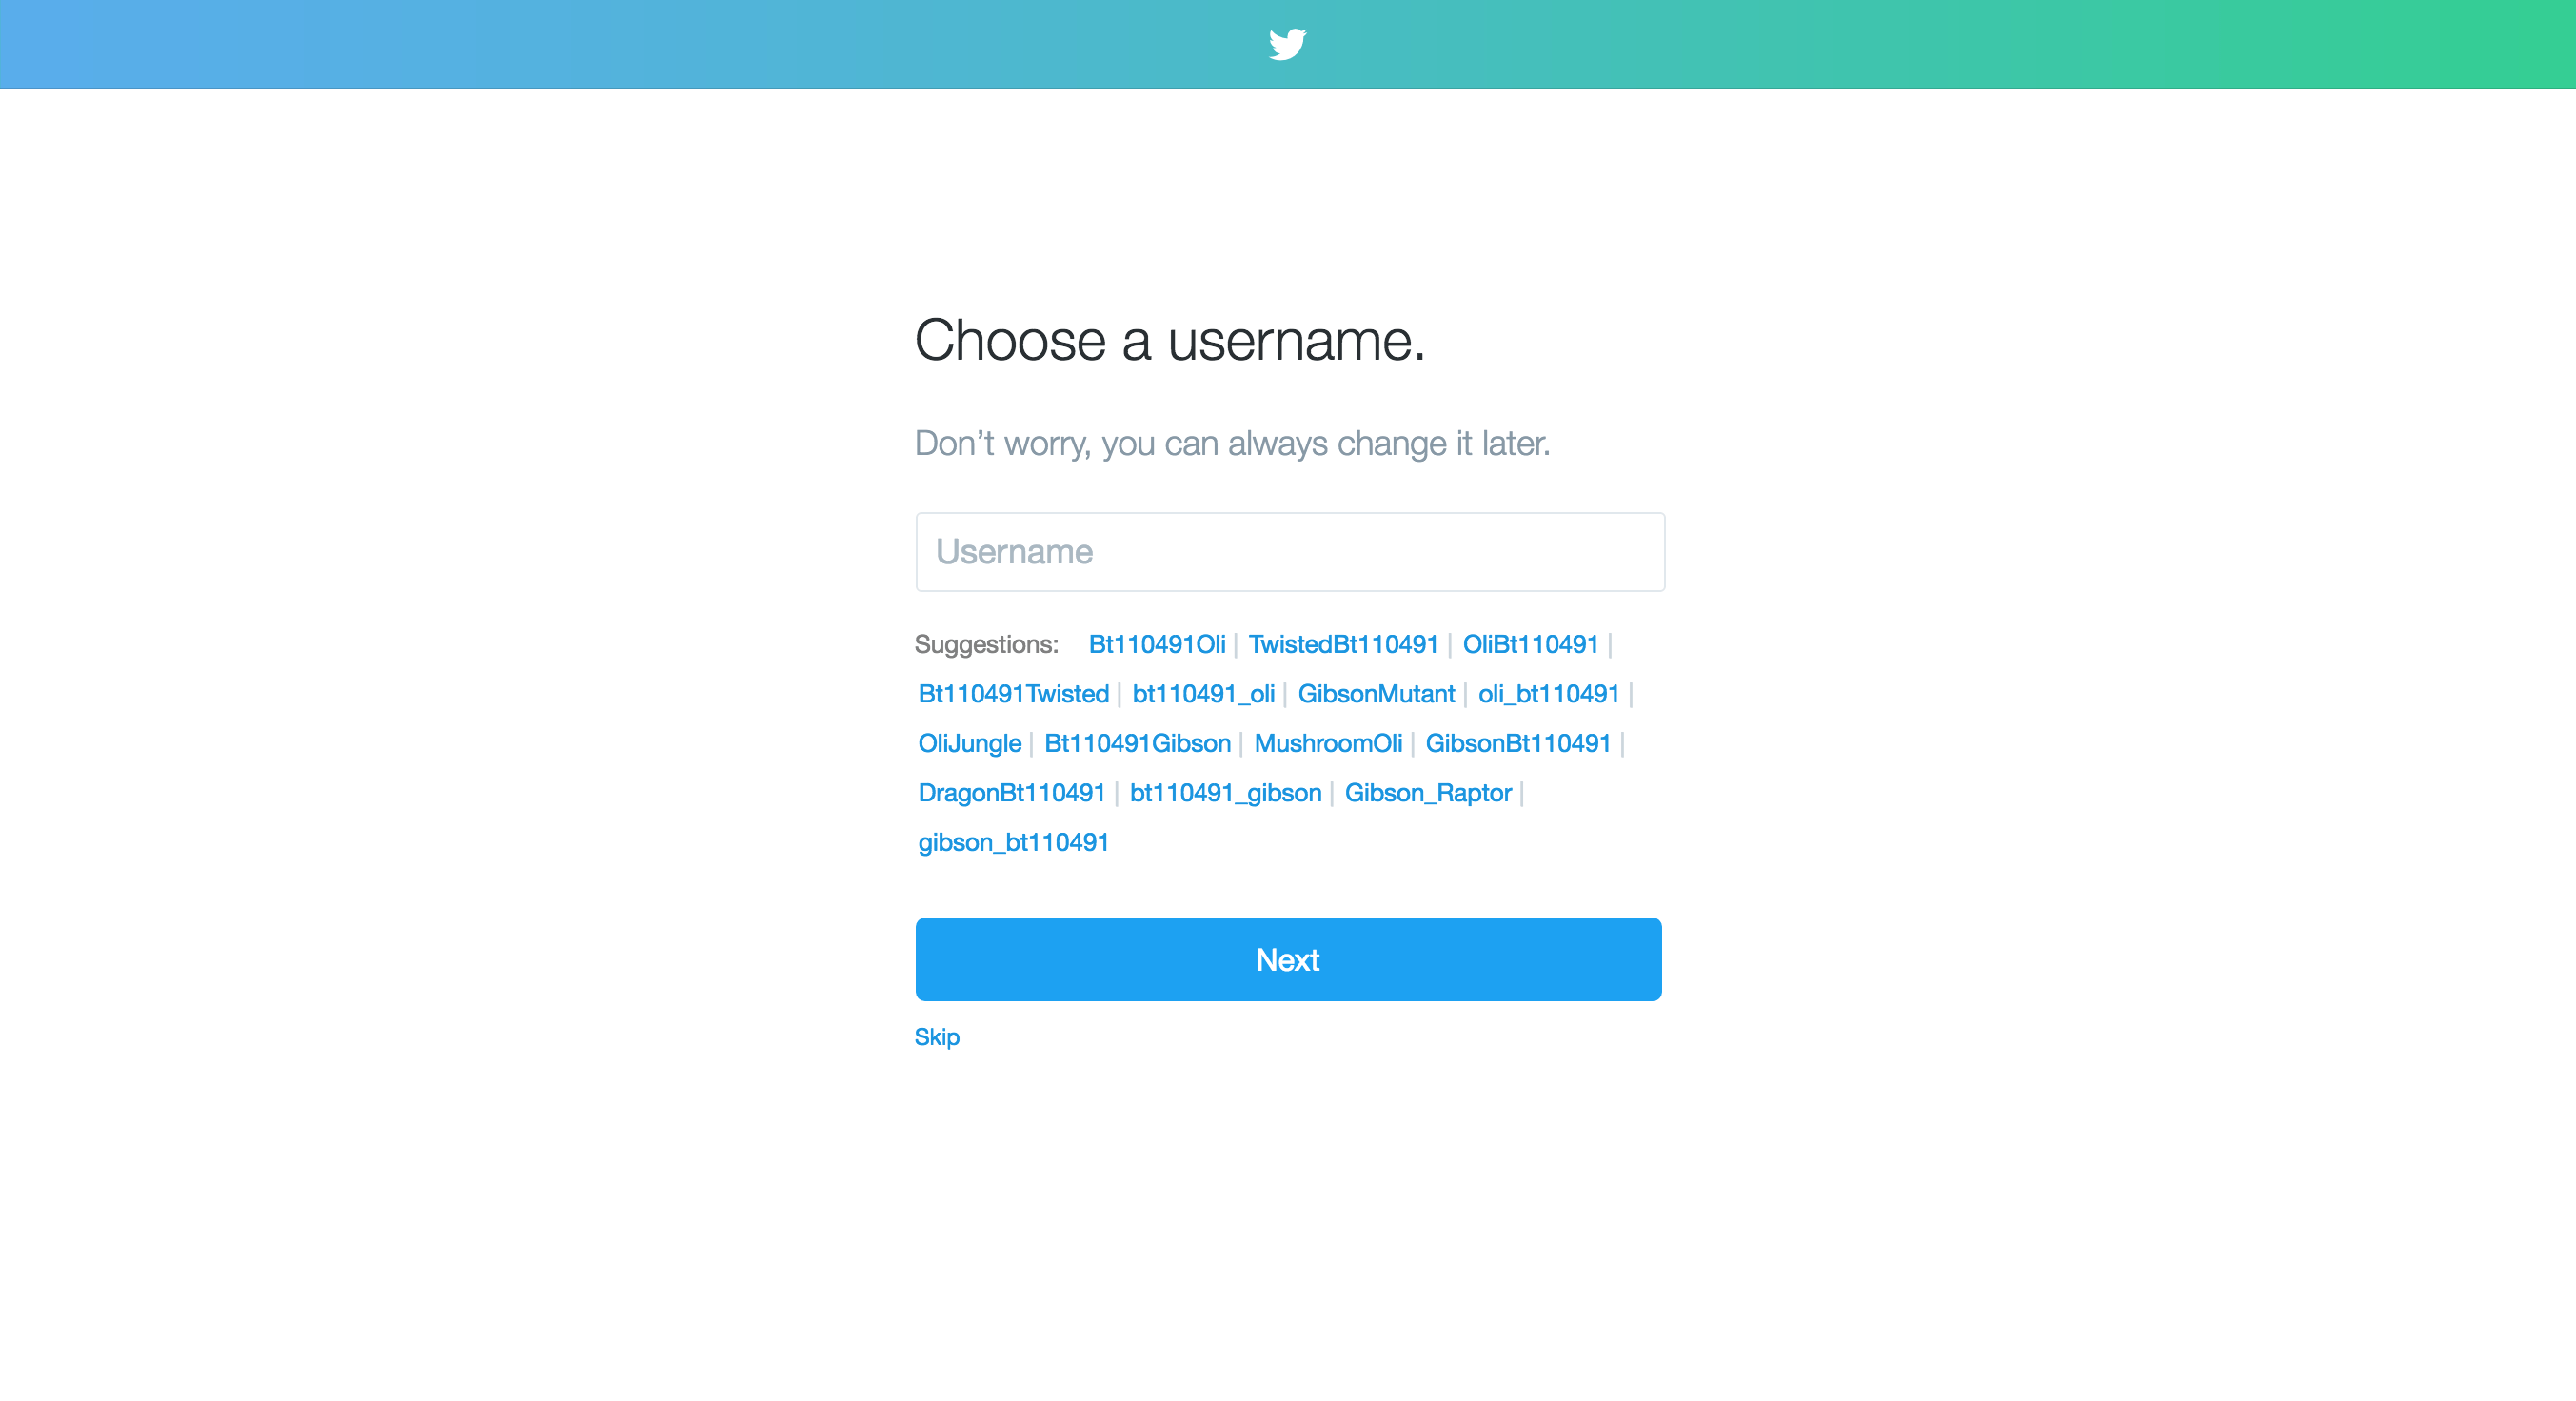 Choose a username.
Don't worry, you can always change it later.
Username
Suggestions: Bt110491Oli | TwistedBt110491 | OliBt110491 |
Bt110491Twisted | bt110491_oli | GibsonMutant | oli_bt110491 |
OliJungle | Bt110491Gibson | MushroomOli | GibsonBt110491 |
DragonBt110491 | bt110491_gibson | Gibson_Raptor |
gibson_bt110491
Next
Skip